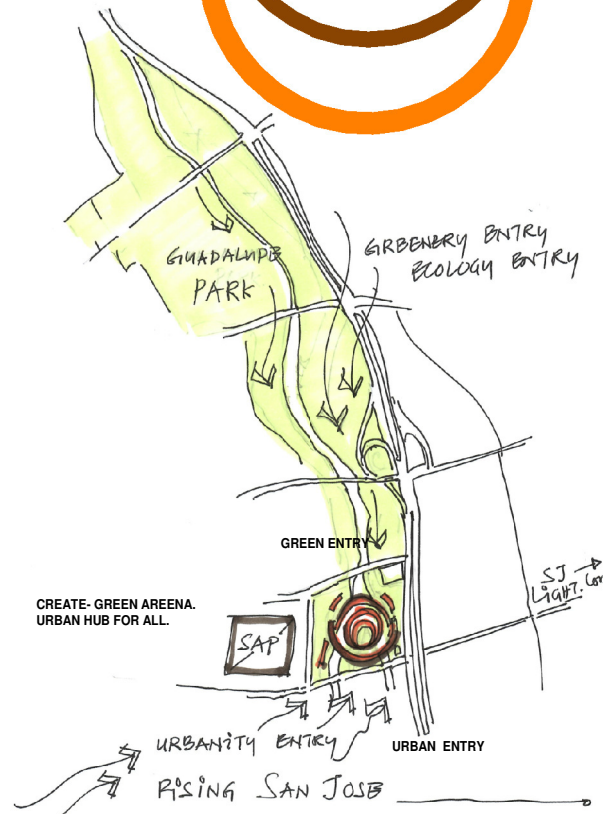 GUADALUPE
PARK
GREENERY ENTRY
ECOLOGY ENTRY
GREEN ENTRY
SJ
LIGHT.
CREATE- GREEN AREENA.
URBAN HUB FOR ALL.
SAP
URBANITY ENTRY
URBAN ENTRY
RISING SAN JOSE